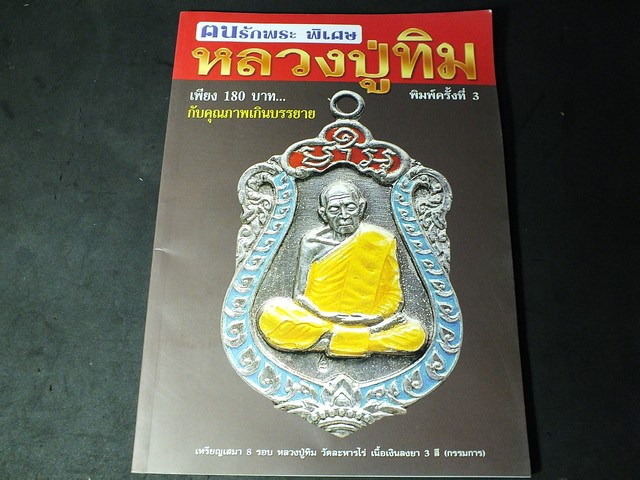 คนรักพระ พิเศษ
หลวงปู่ทิม
เพียง 180 บาท...
พิมพ์ครั้งที่ 3
กับคุณภาพเกินบรรยาย
เหรียญเสมา 8 รอบ หลวงปู่ทิม วัดละหารไร่ เนื้อเงินลงยา 3 สี (กรรมการ)